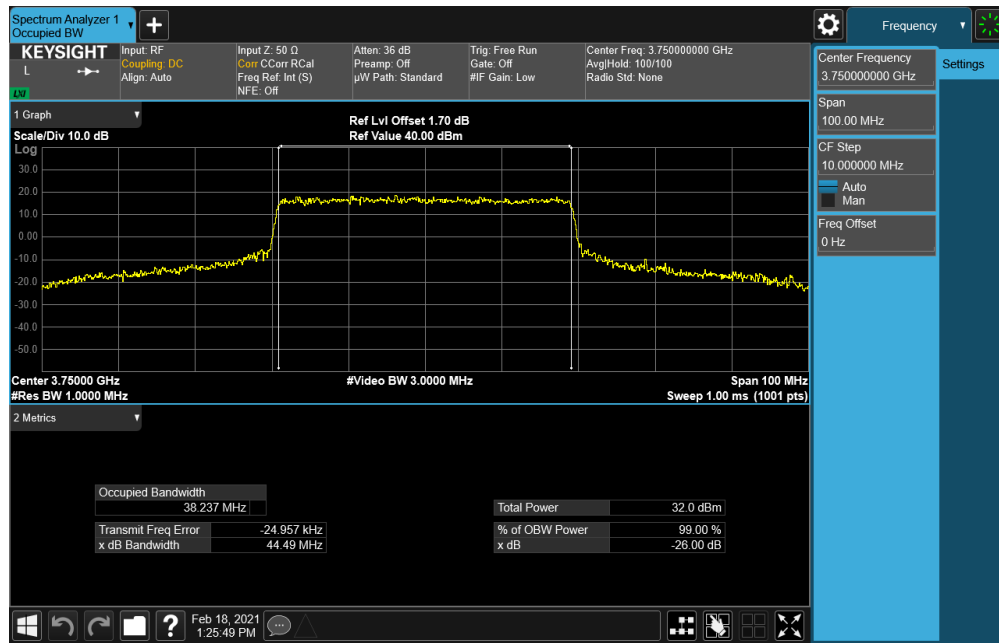 Spectrum Analyzer 1
Occupied BW
+
Frequency
KEYSIGHT
L
LXI
Input: RF
Coupling: DC
Align: Auto
Input Z: 50 Ω
Corr CCorr RCal
Freq Ref: Int (S)
NFE: Off
Atten: 36 dB
Preamp: Off
µW Path: Standard
Trig: Free Run
Gate: Off
#IF Gain: Low
Center Freq: 3.750000000 GHz
Avg|Hold: 100/100
Radio Std: None
Center Frequency
3.750000000 GHz
Settings
Span
100.00 MHz
CF Step
10.000000 MHz
Auto
Man
Freq Offset
0 Hz
1 Graph
Scale/Div 10.0 dB
Ref Lvl Offset 1.70 dB
Ref Value 40.00 dBm
Log
30.0
20.0
10.0
0.00
-10.0
-20.0
-30.0
-40.0
-50.0
Center 3.75000 GHz
#Video BW 3.0000 MHz
Span 100 MHz
#Res BW 1.0000 MHz
Sweep 1.00 ms (1001 pts)
2 Metrics
Occupied Bandwidth
38.237 MHz
Total Power 32.0 dBm
Transmit Freq Error -24.957 kHz
% of OBW Power 99.00 %
x dB Bandwidth 44.49 MHz
x dB -26.00 dB
?
Feb 18, 2021
1:25:49 PM